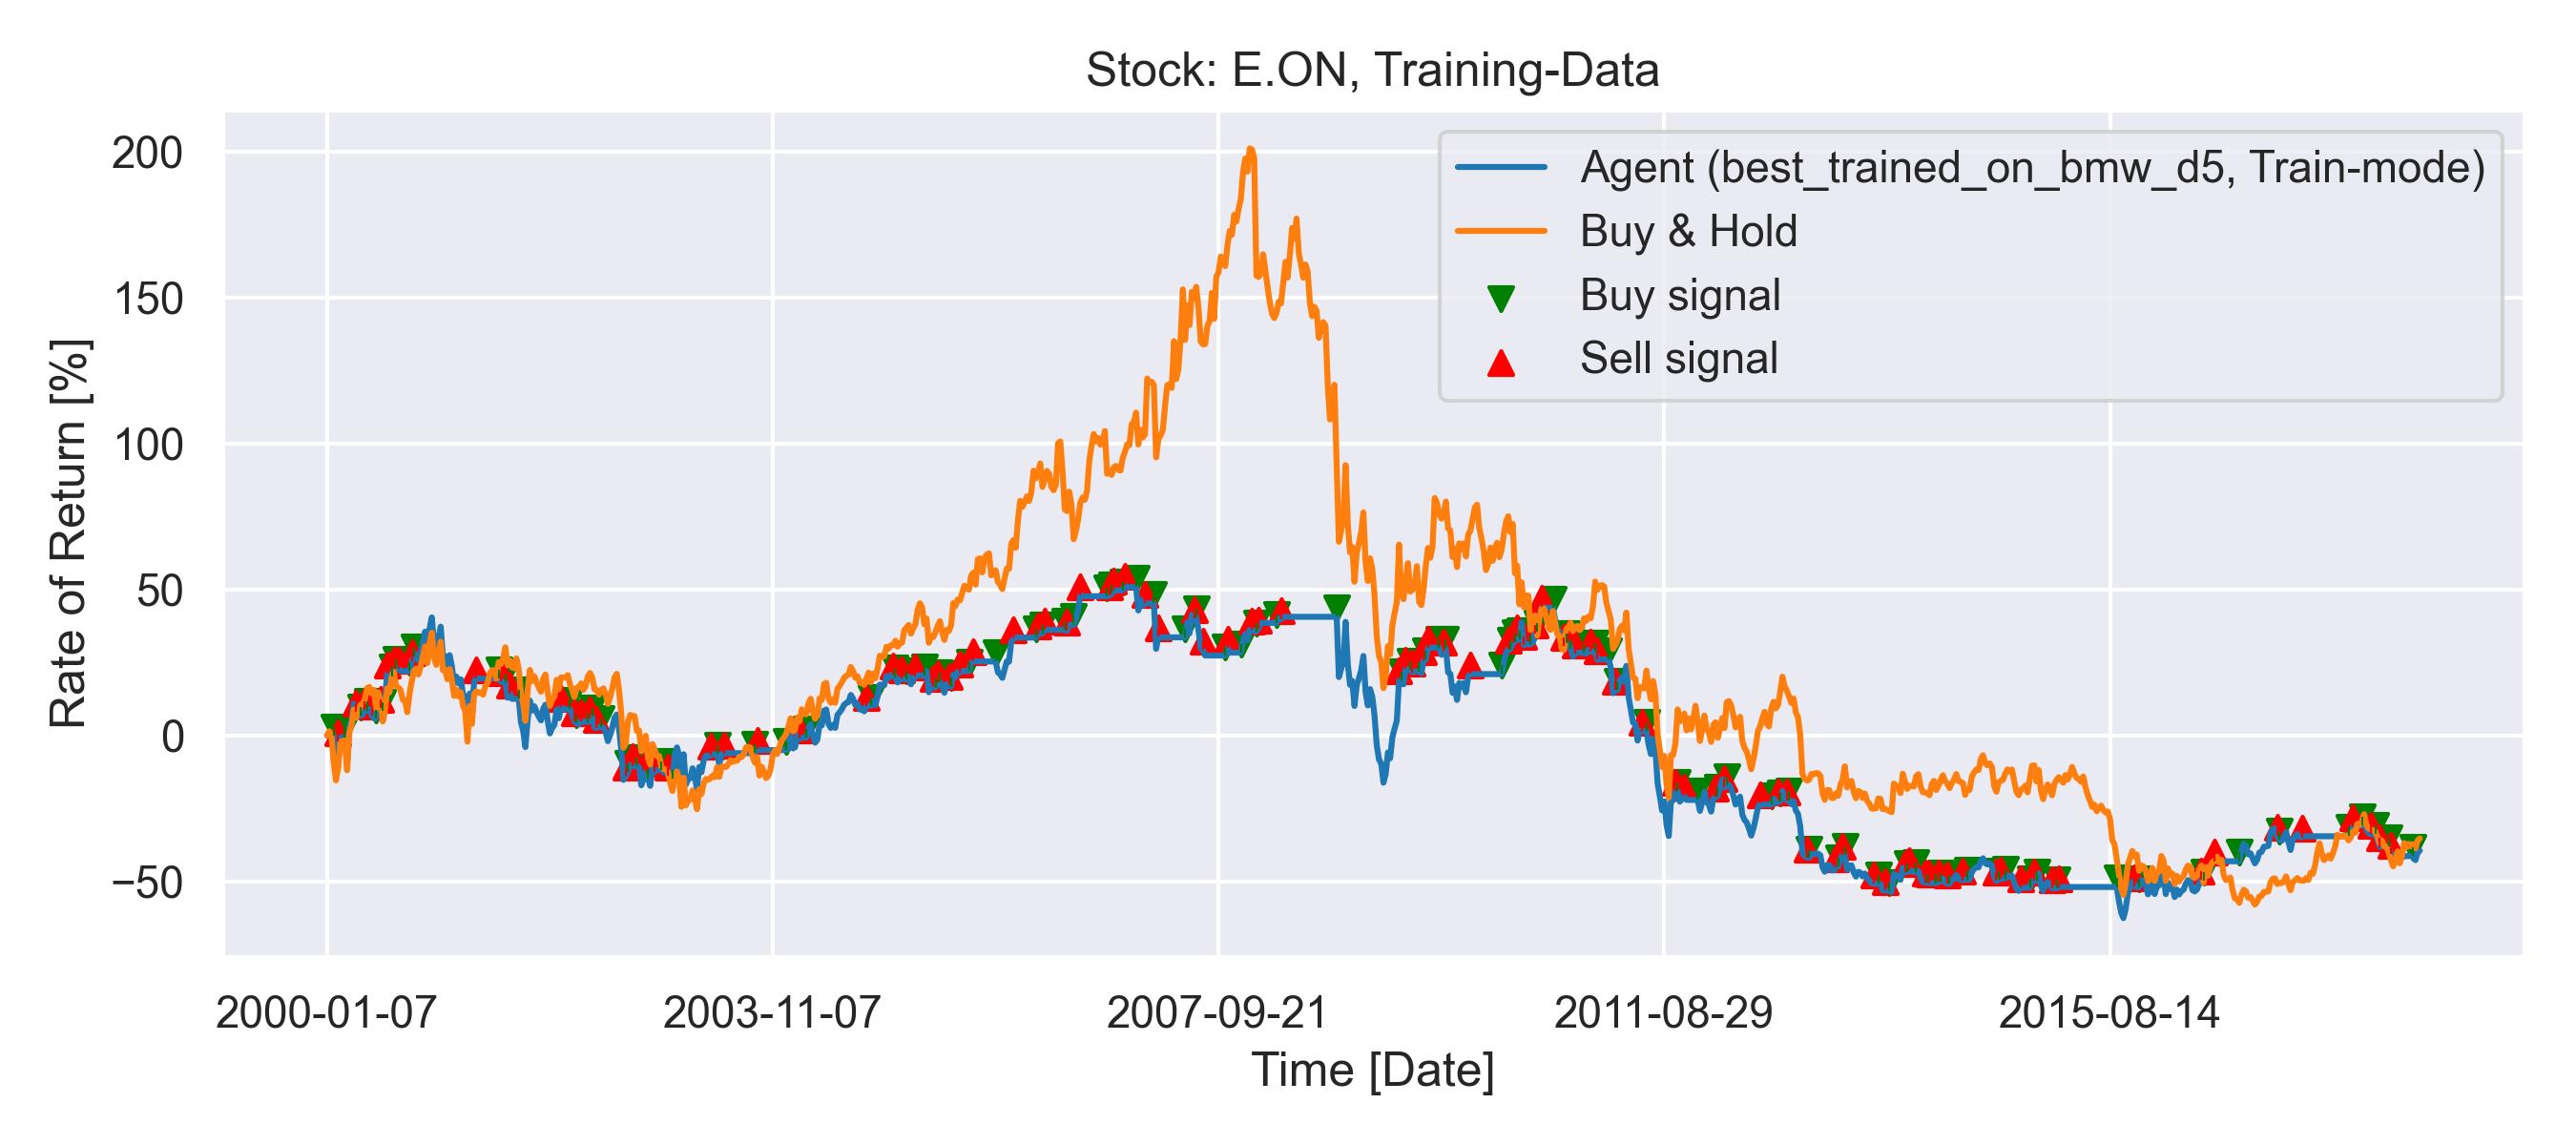 Stock: E.ON, Training-Data
Agent (best_trained_on_bmw_d5, Train-mode)
Buy & Hold
Buy signal
Sell signal
Rate of Return [%]
200
150
100
50
0
−50
2000-01-07 2003-11-07 2007-09-21 2011-08-29 2015-08-14
Time [Date]